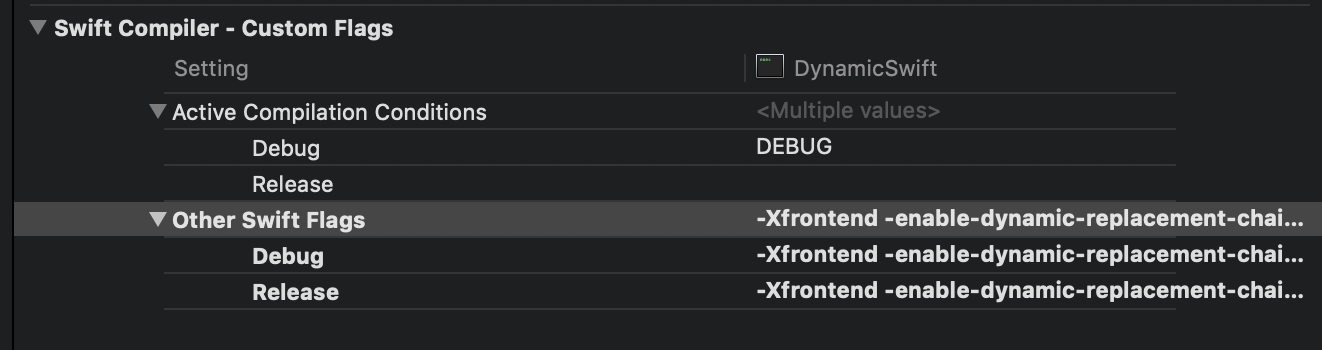 Swift Compiler - Custom Flags
Setting DynamicSwift
Active Compilation Conditions <Multiple values>
Debug DEBUG
Release
Other Swift Flags -Xfrontend -enable-dynamic-replacement-chai...
Debug -Xfrontend -enable-dynamic-replacement-chai...
Release -Xfrontend -enable-dynamic-replacement-chai...